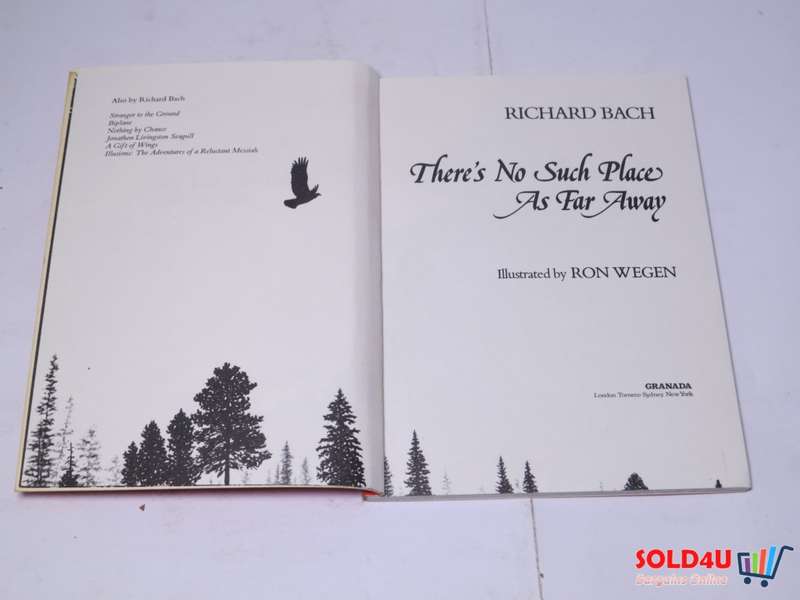 Also by Richard Bach
Stranger to the Ground
Biplane
Nothing by Chance
Jonathan Livingston Seagull
A Gift of Wings
Illusions: The Adventures of a Reluctant Messiah
RICHARD BACH
There's No Such Place
As Far Away
Illustrated by RON WEGEN
GRANADA
London Toronto Sydney New York
SOLD4U
Bargains Online